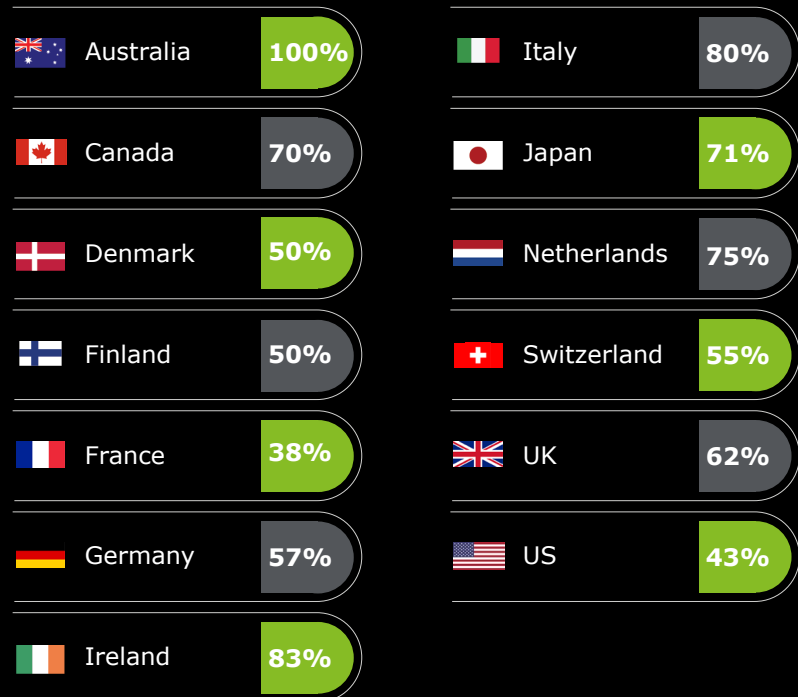 Australia 100%
Canada 70%
Denmark 50%
Finland 50%
France 38%
Germany 57%
Ireland 83%
Italy 80%
Japan 71%
Netherlands 75%
Switzerland 55%
UK 62%
US 43%